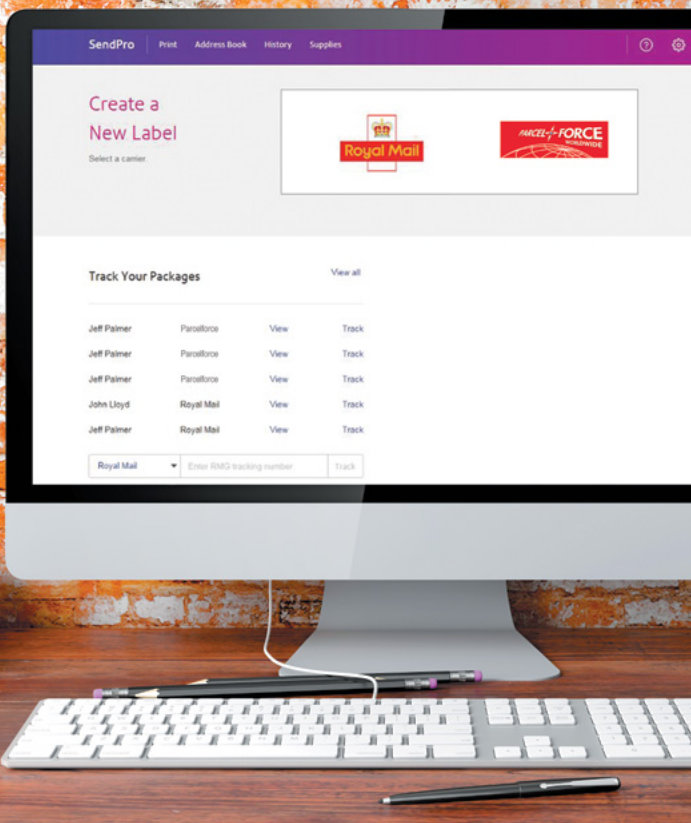 SendPro Print Address Book History Supplies
Create a
New Label
Select a carrier.
Royal Mail
PARCEL FORCE
WORLDWIDE
Track Your Packages View all
Jeff Palmer Parcelforce View Track
Jeff Palmer Parcelforce View Track
Jeff Palmer Parcelforce View Track
John Lloyd Royal Mail View Track
Jeff Palmer Royal Mail View Track
Royal Mail Enter RMG tracking number Track